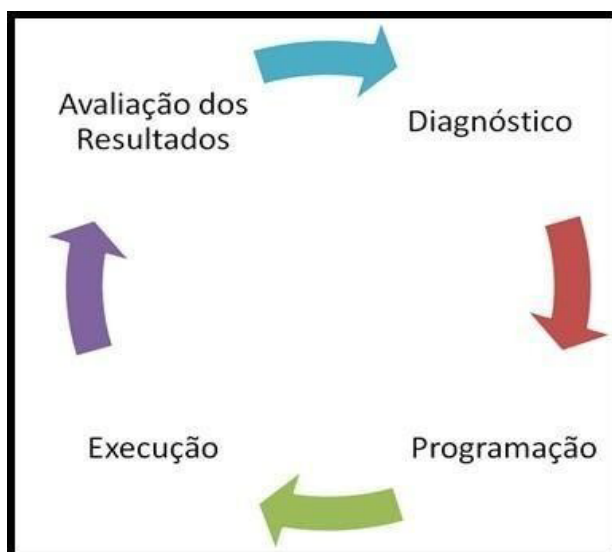 Avaliação dos
Resultados
Diagnóstico
Programação
Execução